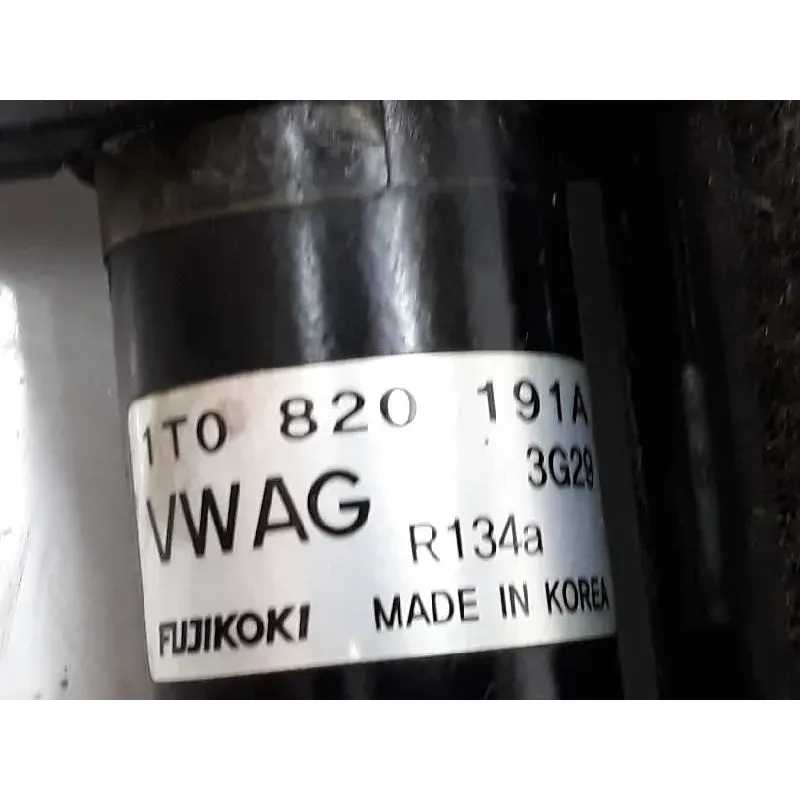 1T0 820 191A
3G29
VWAG
R134a
FUJIKOKI MADE IN KOREA